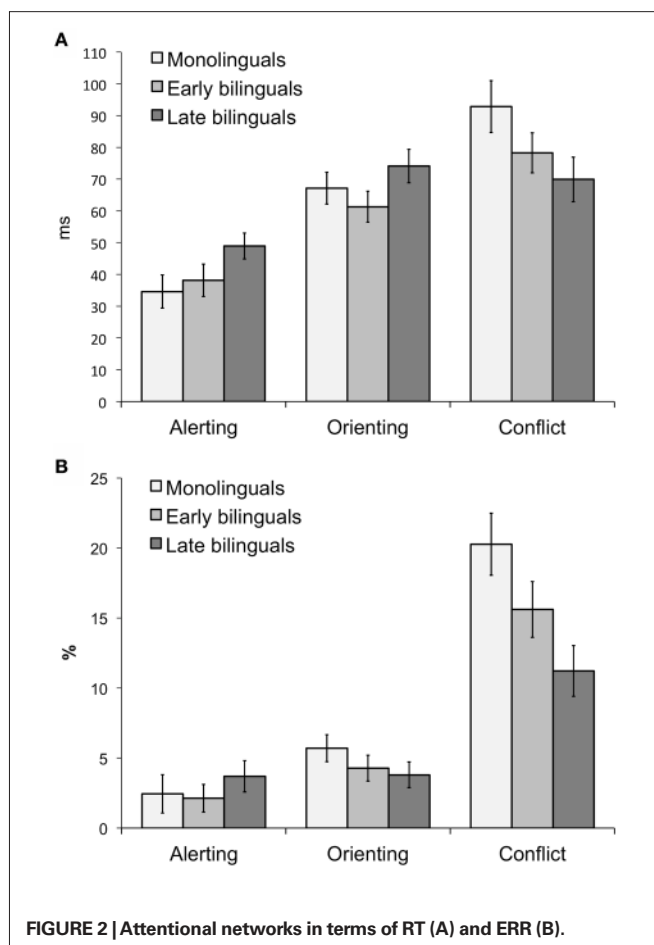 A
Monolinguals
Early bilinguals
Late bilinguals
110
100
90
80
70
60
50
40
30
20
10
0
ms
Alerting Orienting Conflict
B
Monolinguals
Early bilinguals
Late bilinguals
25
20
15
10
5
0
%
Alerting Orienting Conflict
FIGURE 2 | Attentional networks in terms of RT (A) and ERR (B).